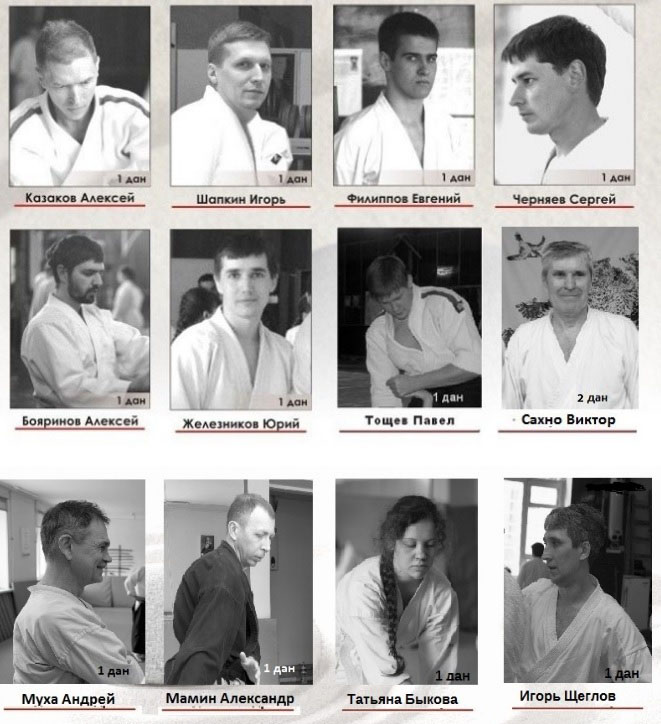 1 дан
1 дан
1 дан
1 дан
Казаков Алексей
Шапкин Игорь
Филиппов Евгений
Черняев Сергей
1 дан
1 дан
1 дан
2 дан
Бояринов Алексей
Железников Юрий
Тощев Павел
Сахно Виктор
1 дан
1 дан
1 дан
1 дан
Муха Андрей
Мамин Александр
Татьяна Быкова
Игорь Щеглов